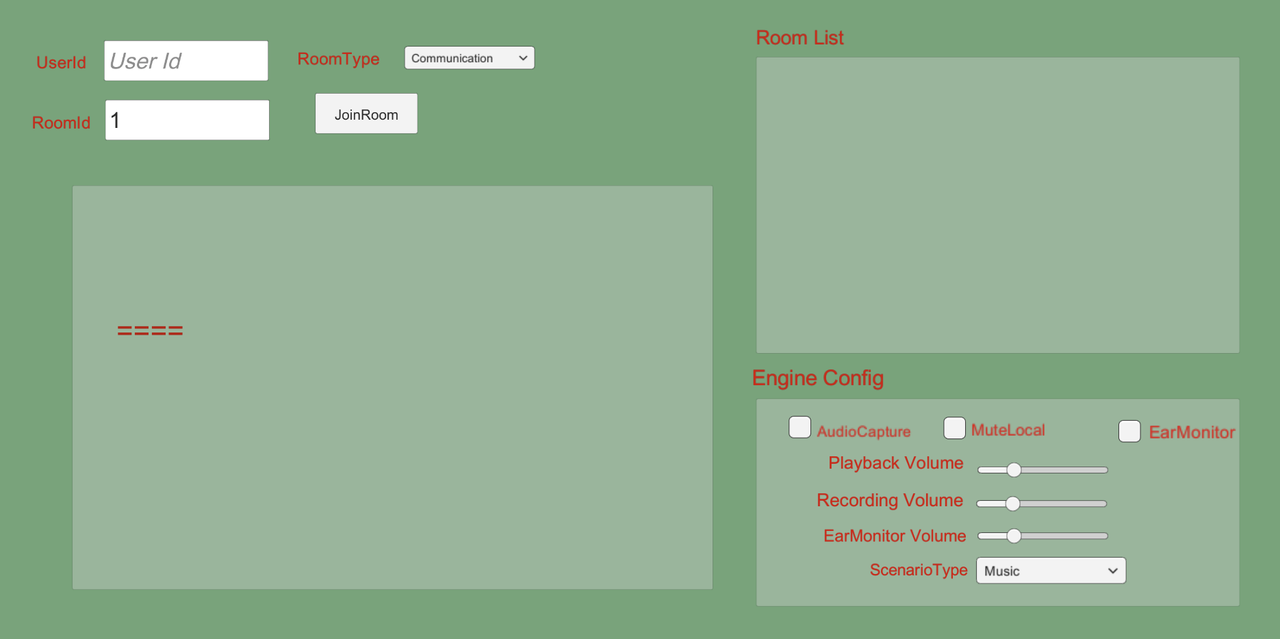 UserId
User Id
RoomType
Communication
RoomId
1
JoinRoom
====
Room List
Engine Config
AudioCapture
MuteLocal
EarMonitor
Playback Volume
Recording Volume
EarMonitor Volume
ScenarioType
Music